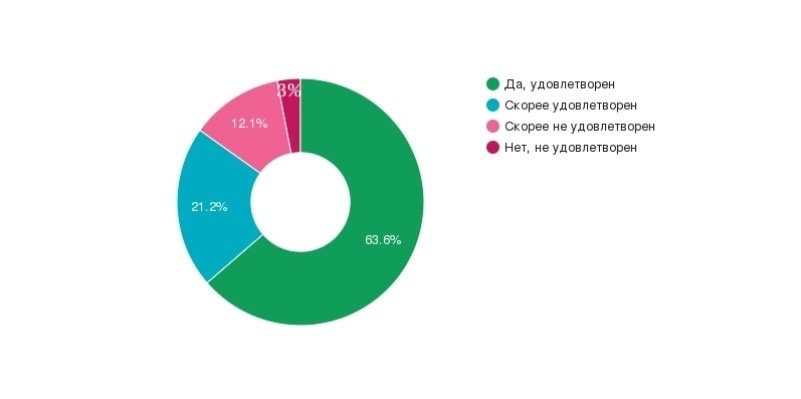 3%
12.1%
21.2%
63.6%
Да, удовлетворен
Скорее удовлетворен
Скорее не удовлетворен
Нет, не удовлетворен